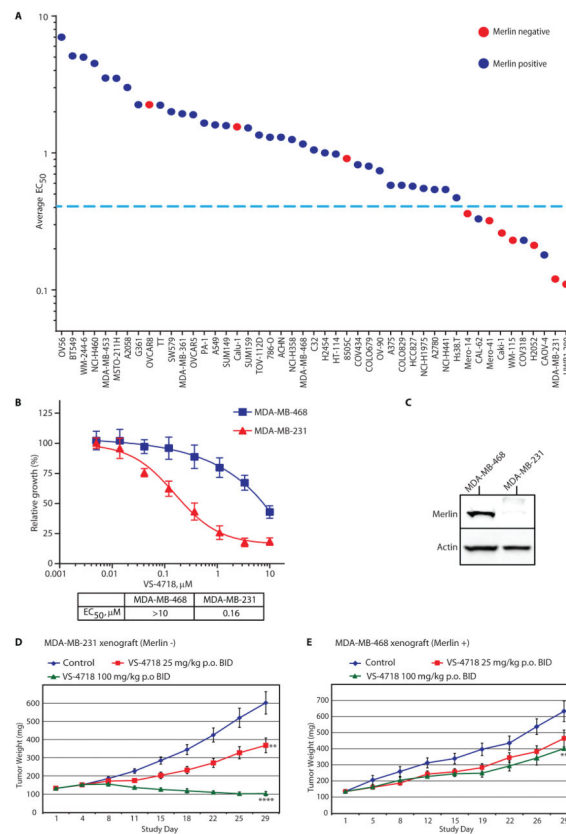 A
10
Merlin negative
Merlin positive
1
Average EC50
0.1
OVS6
BT549
WM-244-6
NCI-H460
MDA-MB-453
MSTO-211H
A2058
G361
OVCAR8
TT
SW579
MDA-MB-361
OVCAR5
PA-1
A549
SUM149
Calu-1
SUM159
TOV-112D
786-O
ACHN
NCI-H358
MDA-MB-468
C32
H2454
HT-114
8505C
COV434
COLO679
OV-90
A375
COLO829
HCC827
NCI-H1975
A2780
NCI-H441
Hs38.T
Mero-14
CAL-62
Mero-41
Caki-1
WM-115
COV318
H2052
CAOV-4
MDA-MB-231
B
MDA-MB-468
MDA-MB-231
125
100
75
50
25
0
Relative growth (%)
0.001 0.01 0.1 1 10
VS-4718, μM
MDA-MB-468 MDA-MB-231
EC50, μM >10 0.16
C
MDA-MB-468
MDA-MB-231
Merlin
Actin
D MDA-MB-231 xenograft (Merlin -)
Control VS-4718 25 mg/kg p.o. BID
VS-4718 100 mg/kg p.o BID
600
500
400
300
200
100
0
Tumor Weight (mg)
**
****
1 4 8 11 15 18 22 25 29
Study Day
E MDA-MB-468 xenograft (Merlin +)
Control VS-4718 25 mg/kg p.o. BID
VS-4718 100 mg/kg p.o. BID
700
600
500
400
300
200
100
0
Tumor Weight (mg)
1 5 8 12 15 19 22 26
Study Day